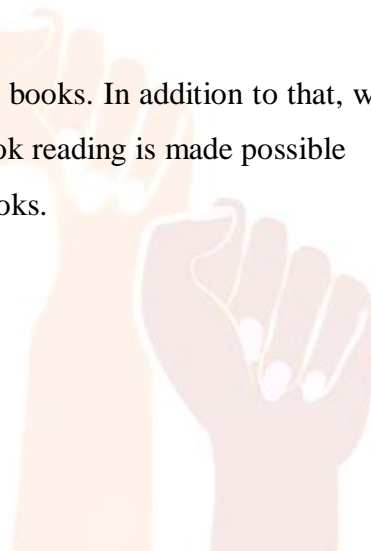 books. In addition to that, w
ok reading is made possible
oks.